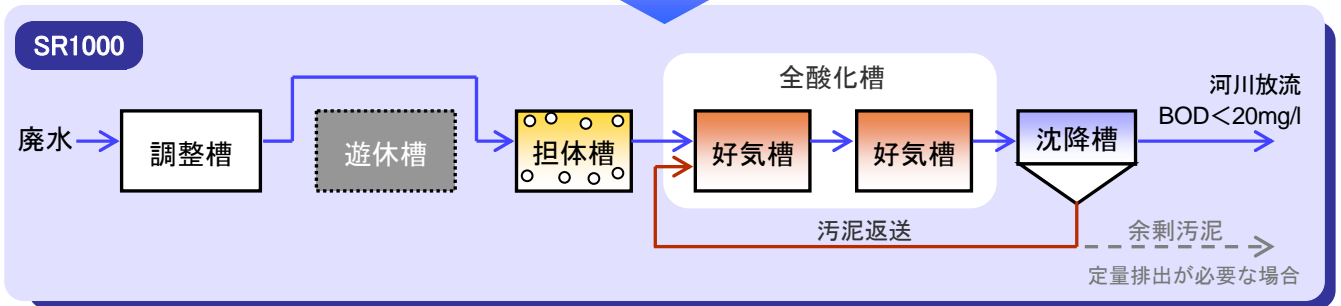 SR1000
全酸化槽
河川放流
BOD＜20mg/l
廃水
調整槽
遊休槽
担体槽
好気槽
好気槽
沈降槽
汚泥返送
余剰汚泥
定量排出が必要な場合